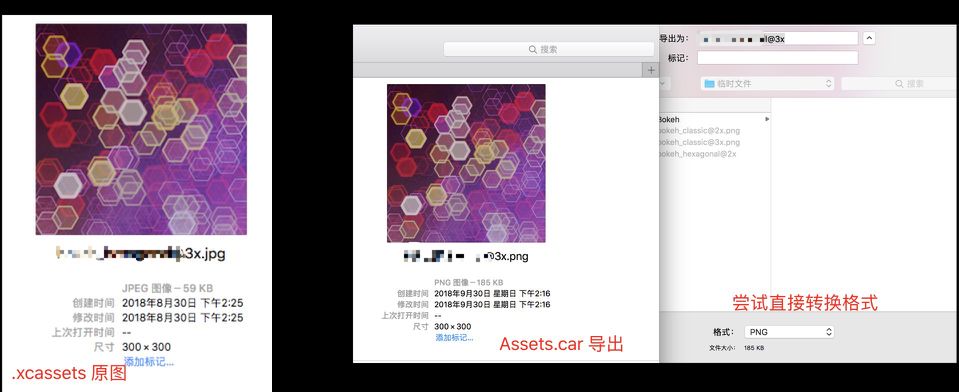 3x.jpg
JPEG 图像 – 59 KB
创建时间 2018年8月30日 下午2:25
修改时间 2018年8月30日 下午2:25
上次打开时间 --
尺寸 300 × 300
添加标记...
.xcassets 原图
搜索
+
@3x.png
PNG 图像 – 185 KB
创建时间 2018年9月30日 星期日 下午2:16
修改时间 2018年9月30日 星期日 下午2:16
上次打开时间 --
尺寸 300 × 300
添加标记...
Assets.car 导出
导出为： @3x
标记：
临时文件
搜索
Bokeh
bokeh_classic@2x.png
bokeh_classic@3x.png
bokeh_hexagonal@2x
尝试直接转换格式
格式： PNG
文件大小： 185 KB